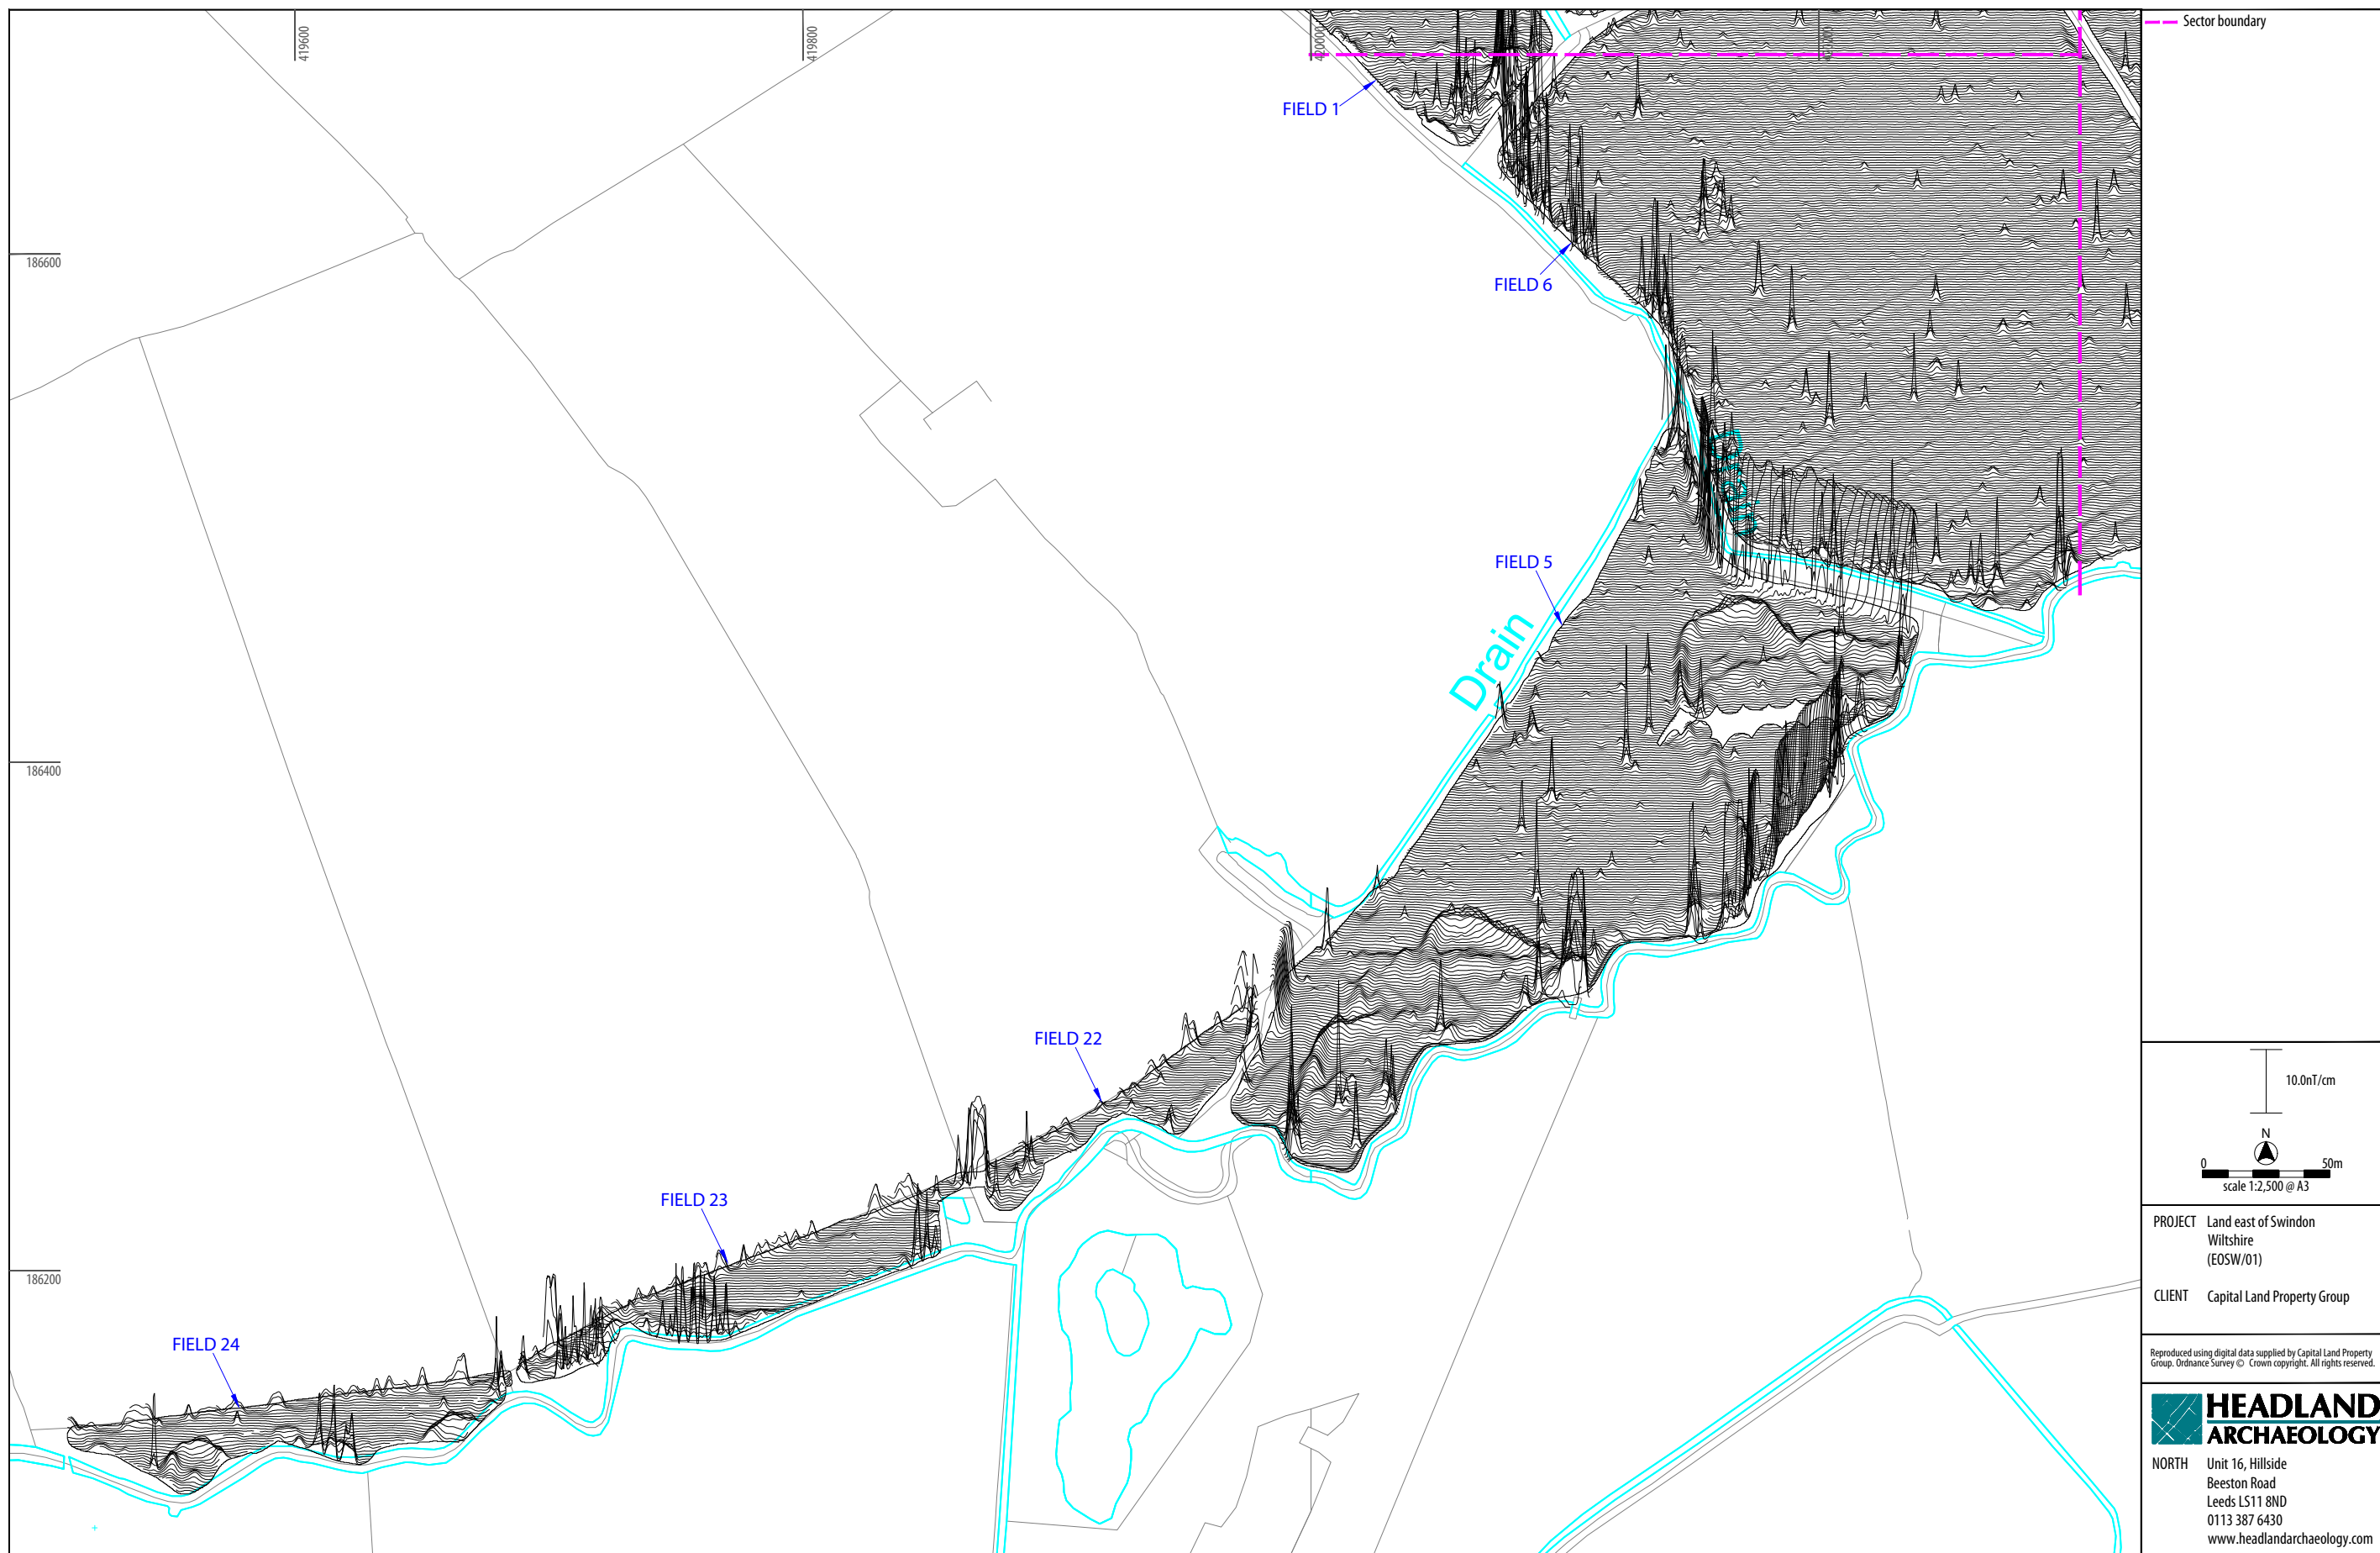 419600
419800
420000
Sector boundary
FIELD 1
186600
FIELD 6
Drain
FIELD 5
Drain
186400
FIELD 22
10.0nT/cm
N
0 50m
scale 1:2,500 @ A3
FIELD 23
PROJECT Land east of Swindon
Wiltshire
(EOSW/01)
186200
CLIENT Capital Land Property Group
FIELD 24
Reproduced using digital data supplied by Capital Land Property
Group. Ordnance Survey © Crown copyright. All rights reserved.
HEADLAND
ARCHAEOLOGY
NORTH Unit 16, Hillside
Beeston Road
Leeds LS11 8ND
0113 387 6430
www.headlandarchaeology.com